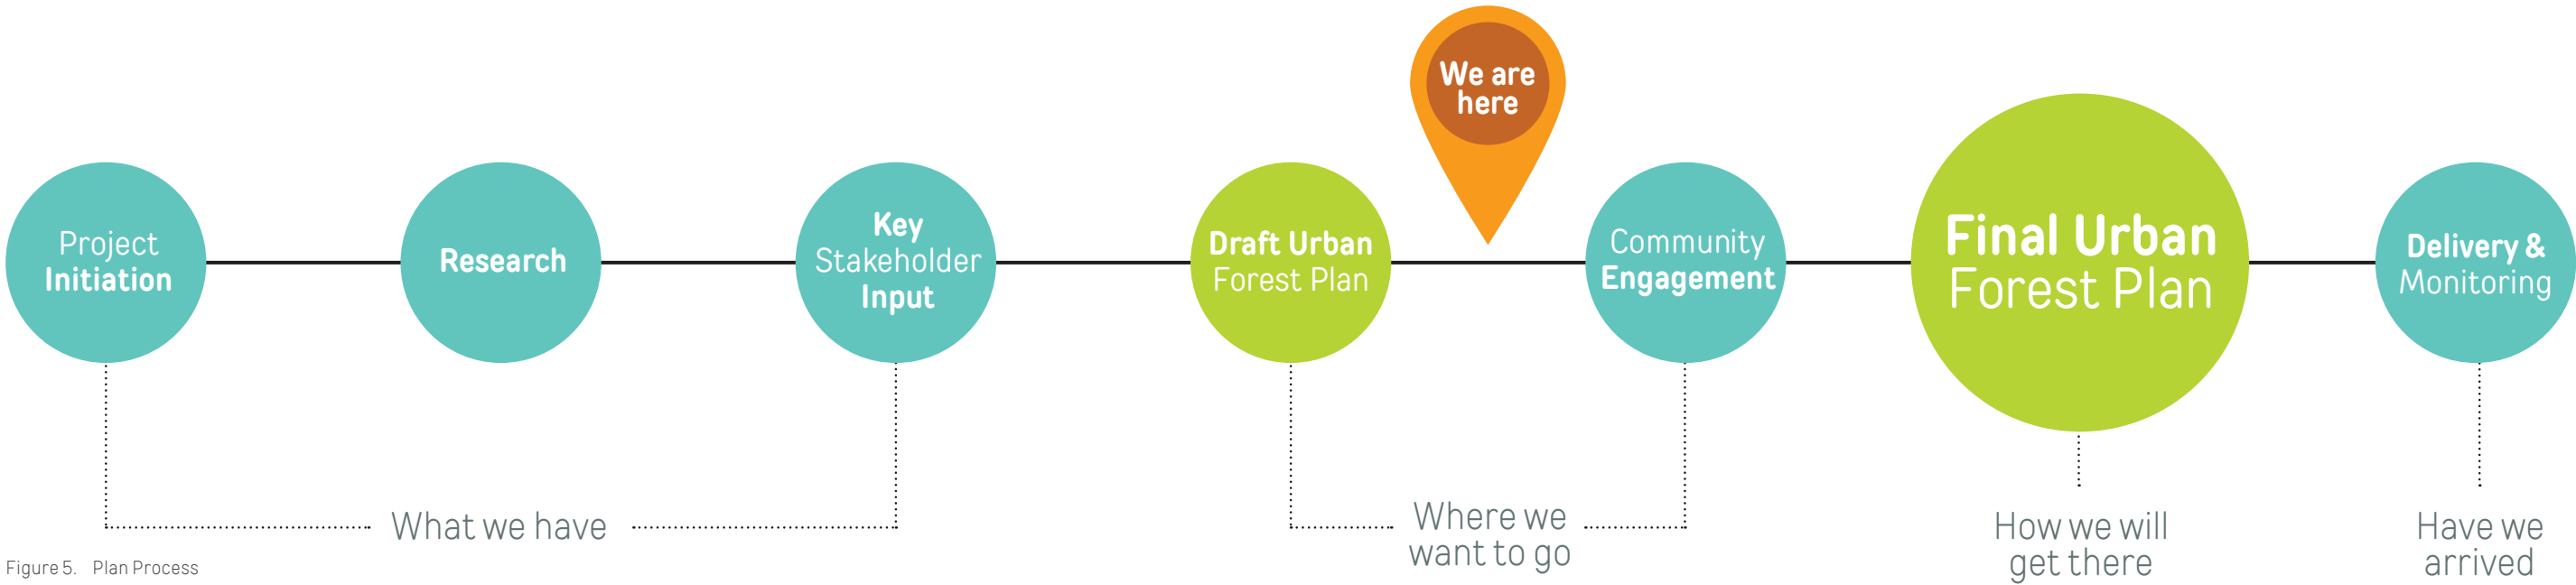 We are
here
Project
Initiation
Research
Key
Stakeholder
Input
Draft Urban
Forest Plan
Community
Engagement
Final Urban
Forest Plan
Delivery &
Monitoring
What we have
Where we
want to go
How we will
get there
Have we
arrived
Figure 5. Plan Process